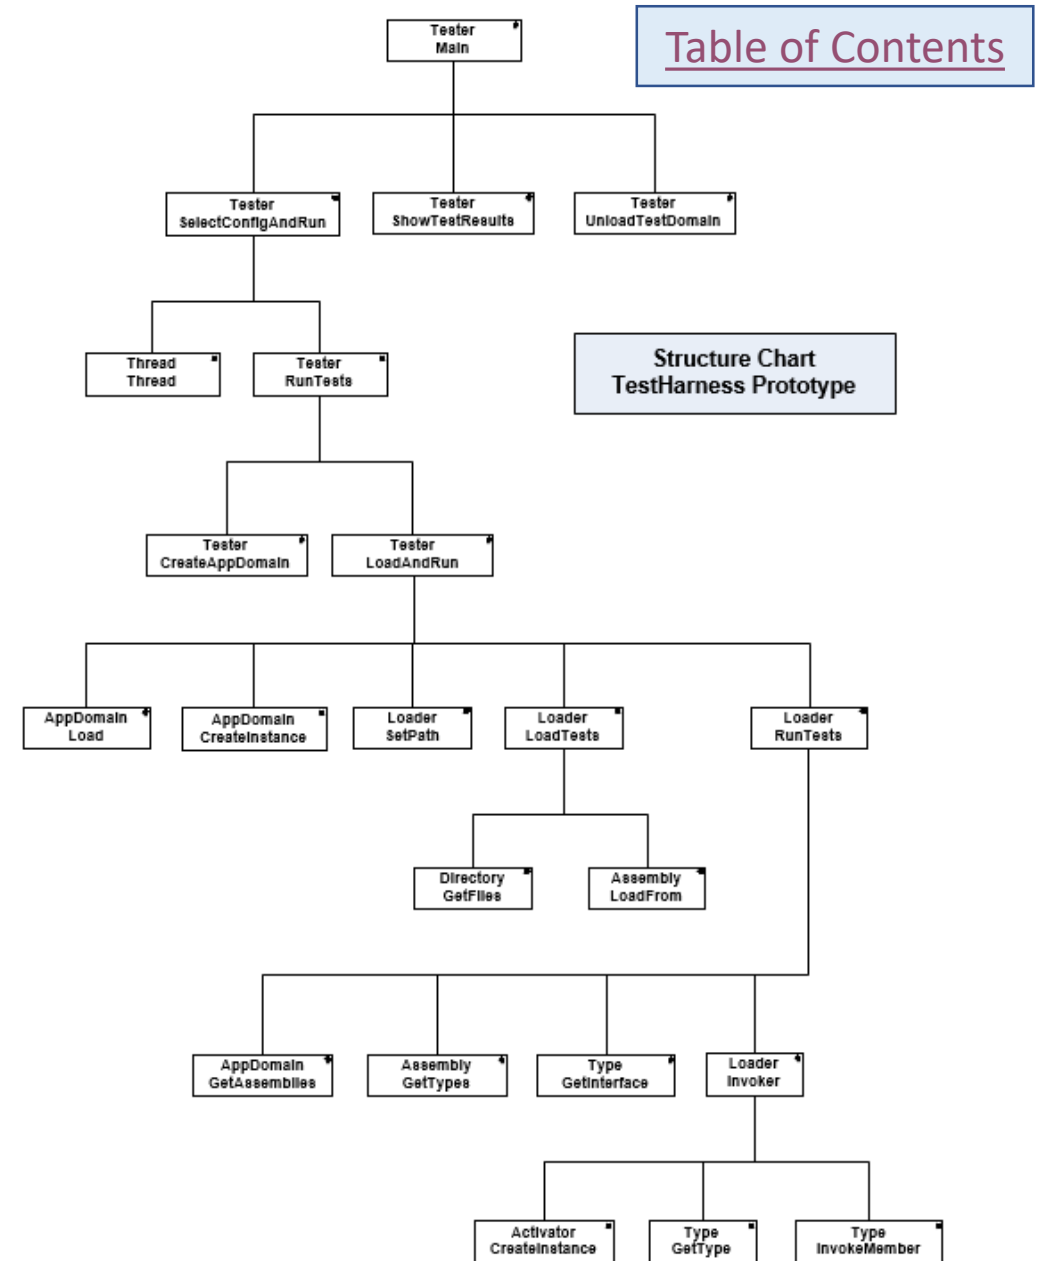 Tester
Main
Table of Contents
Tester
SelectConfigAndRun
Tester
ShowTestResults
Tester
UnloadTestDomain
Thread
Thread
Tester
RunTests
Structure Chart
TestHarness Prototype
Tester
CreateAppDomain
Tester
LoadAndRun
AppDomain
Load
AppDomain
CreateInstance
Loader
SetPath
Loader
LoadTests
Loader
RunTests
Directory
GetFiles
Assembly
LoadFrom
AppDomain
GetAssemblies
Assembly
GetTypes
Type
GetInterface
Loader
Invoker
Activator
CreateInstance
Type
GetType
Type
InvokeMember